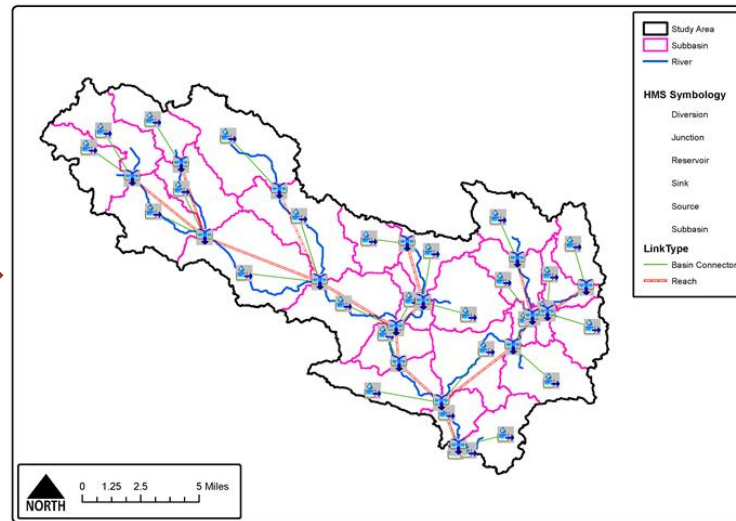 Study Area
Subbasin
River
HMS Symbology
Diversion
Junction
Reservoir
Sink
Source
Subbasin
LinkType
Basin Connector
Reach
NORTH
0 1.25 2.5 5 Miles